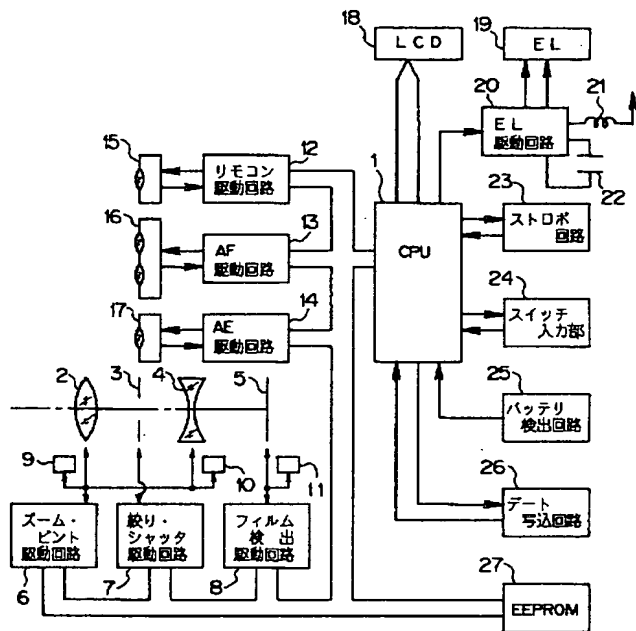 18
LCD
19
EL
20
EL
駆動回路
21
22
15
12
リモコン
駆動回路
16
13
AF
駆動回路
17
14
AE
駆動回路
1
CPU
23
ストロボ
回路
24
スイッチ
入力部
25
バッテリ
検出回路
26
デート
写込回路
27
EEPROM
2
3
4
5
9
10
11
ズーム・
ピント
駆動回路
6
絞り・
シャッタ
駆動回路
7
フィルム
検出
駆動回路
8